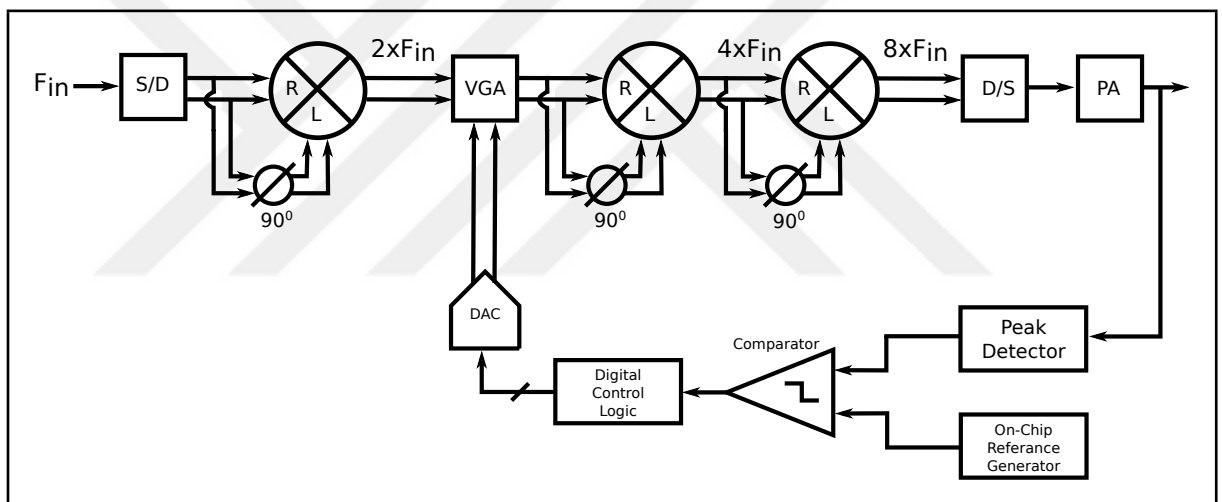 2xFin
4xFin
8xFin
Fin
S/D
R
L
VGA
R
L
R
L
D/S
PA
90⁰
90⁰
90⁰
DAC
Comparator
Peak
Detector
Digital
Control
Logic
On-Chip
Referance
Generator